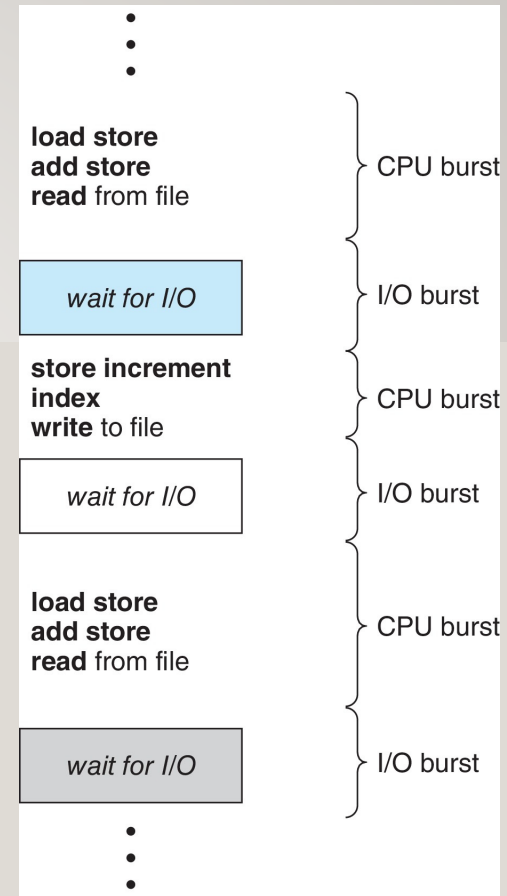 load store
add store
read from file
CPU burst
wait for I/O
I/O burst
store increment
index
write to file
CPU burst
wait for I/O
I/O burst
load store
add store
read from file
CPU burst
wait for I/O
I/O burst